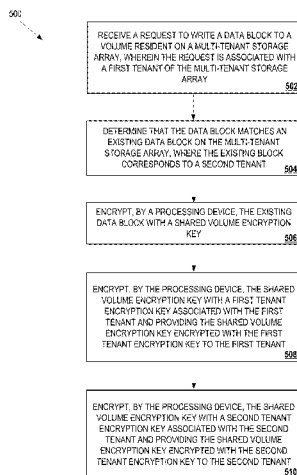 500
RECEIVE A REQUEST TO WRITE A DATA BLOCK TO A
VOLUME RESIDENT ON A MULTI-TENANT STORAGE
ARRAY, WHEREIN THE REQUEST IS ASSOCIATED WITH
A FIRST TENANT OF THE MULTI-TENANT STORAGE
ARRAY
502
DETERMINE THAT THE DATA BLOCK MATCHES AN
EXISTING DATA BLOCK ON THE MULTI-TENANT
STORAGE ARRAY, WHERE THE EXISTING BLOCK
CORRESPONDS TO A SECOND TENANT
504
ENCRYPT, BY A PROCESSING DEVICE, THE EXISTING
DATA BLOCK WITH A SHARED VOLUME ENCRYPTION
KEY
506
ENCRYPT, BY THE PROCESSING DEVICE, THE SHARED
VOLUME ENCRYPTION KEY WITH A FIRST TENANT
ENCRYPTION KEY ASSOCIATED WITH THE FIRST
TENANT AND PROVIDING THE SHARED VOLUME
ENCRYPTION KEY ENCRYPTED WITH THE FIRST
TENANT ENCRYPTION KEY TO THE FIRST TENANT
508
ENCRYPT, BY THE PROCESSING DEVICE, THE SHARED
VOLUME ENCRYPTION KEY WITH A SECOND TENANT
ENCRYPTION KEY ASSOCIATED WITH THE SECOND
TENANT AND PROVIDING THE SHARED VOLUME
ENCRYPTION KEY ENCRYPTED WITH THE SECOND
TENANT ENCRYPTION KEY TO THE SECOND TENANT
510